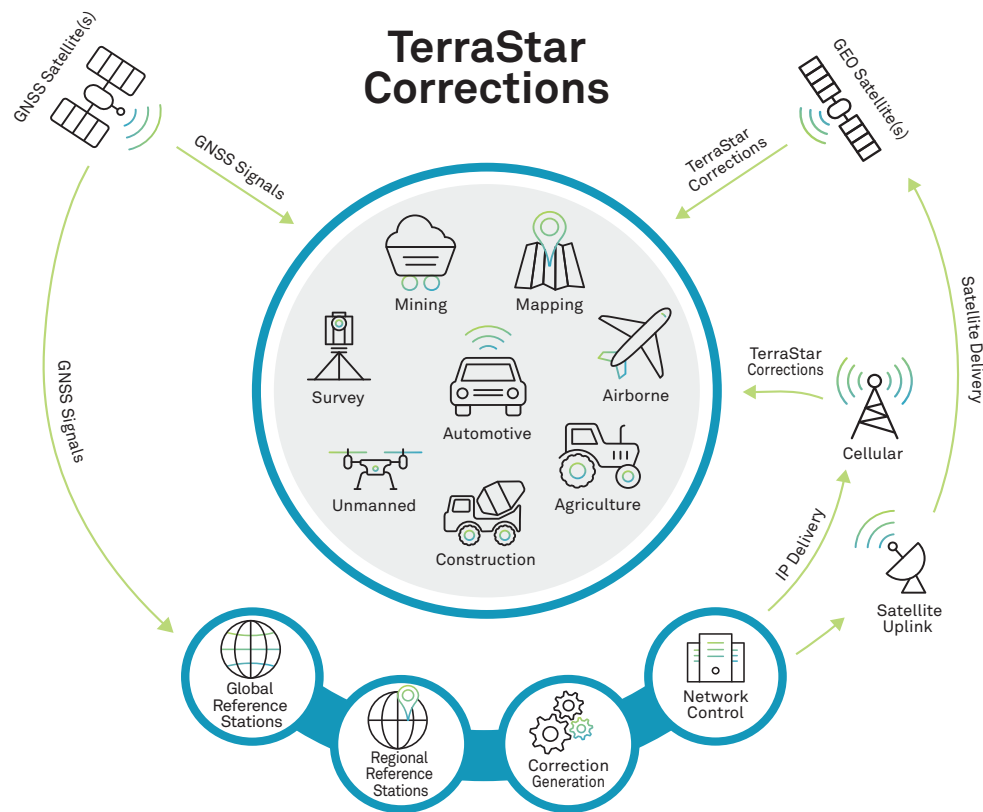 TerraStar
Corrections
GNSS Satellite(s)
GEO Satellite(s)
GNSS Signals
TerraStar
Corrections
Mining
Mapping
Survey
Automotive
Airborne
TerraStar
Corrections
Cellular
Satellite Delivery
GNSS Signals
Unmanned
Agriculture
Construction
IP Delivery
Satellite
Uplink
Global
Reference
Stations
Regional
Reference
Stations
Correction
Generation
Network
Control